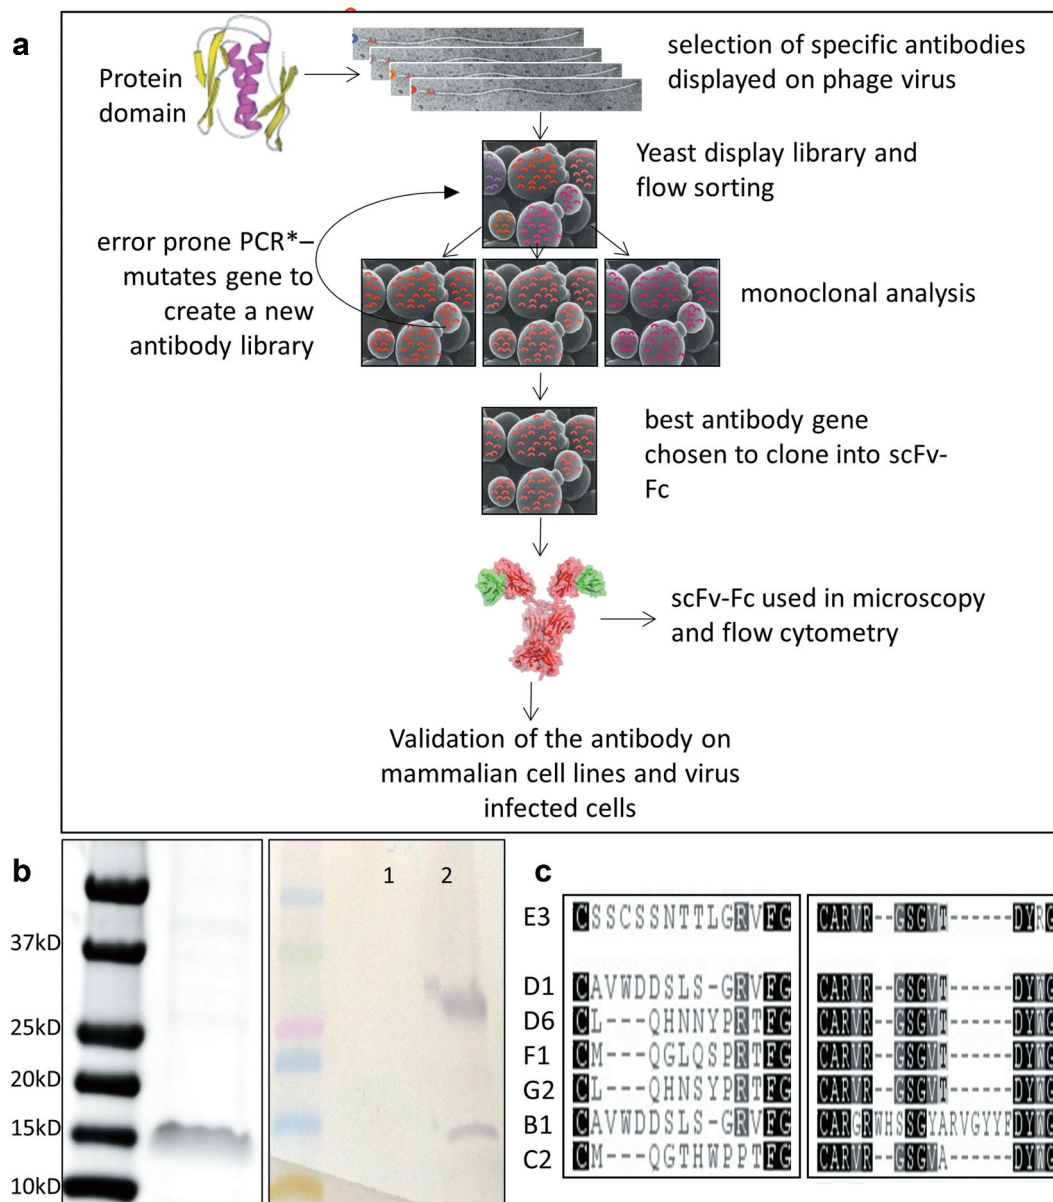 a
Protein
domain
selection of specific antibodies
displayed on phage virus
Yeast display library and
flow sorting
error prone PCR*–
mutates gene to
create a new
antibody library
monoclonal analysis
best antibody gene
chosen to clone into scFv-
Fc
scFv-Fc used in microscopy
and flow cytometry
Validation of the antibody on
mammalian cell lines and virus
infected cells
b
37kD
25kD
20kD
15kD
10kD
1 2
c
E3 CSSCSSNTTLGRVFG CARVR--GSGVT------DYRG
D1 CAVWDDSLS-GRVFG CARVR--GSGVT------DYWG
D6 CL---QHNNYPRTFG CARVR--GSGVT------DYWG
F1 CM---QGLQSPRTFG CARVR--GSGVT------DYWG
G2 CL---QHNSYPRTFG CARVR--GSGVT------DYWG
B1 CAVWDDSLS-GRVFG CARGRWHSSGYARVGYYFDYWG
C2 CM---QGTHWPPTFG CARVR--GSGVA------DYWG